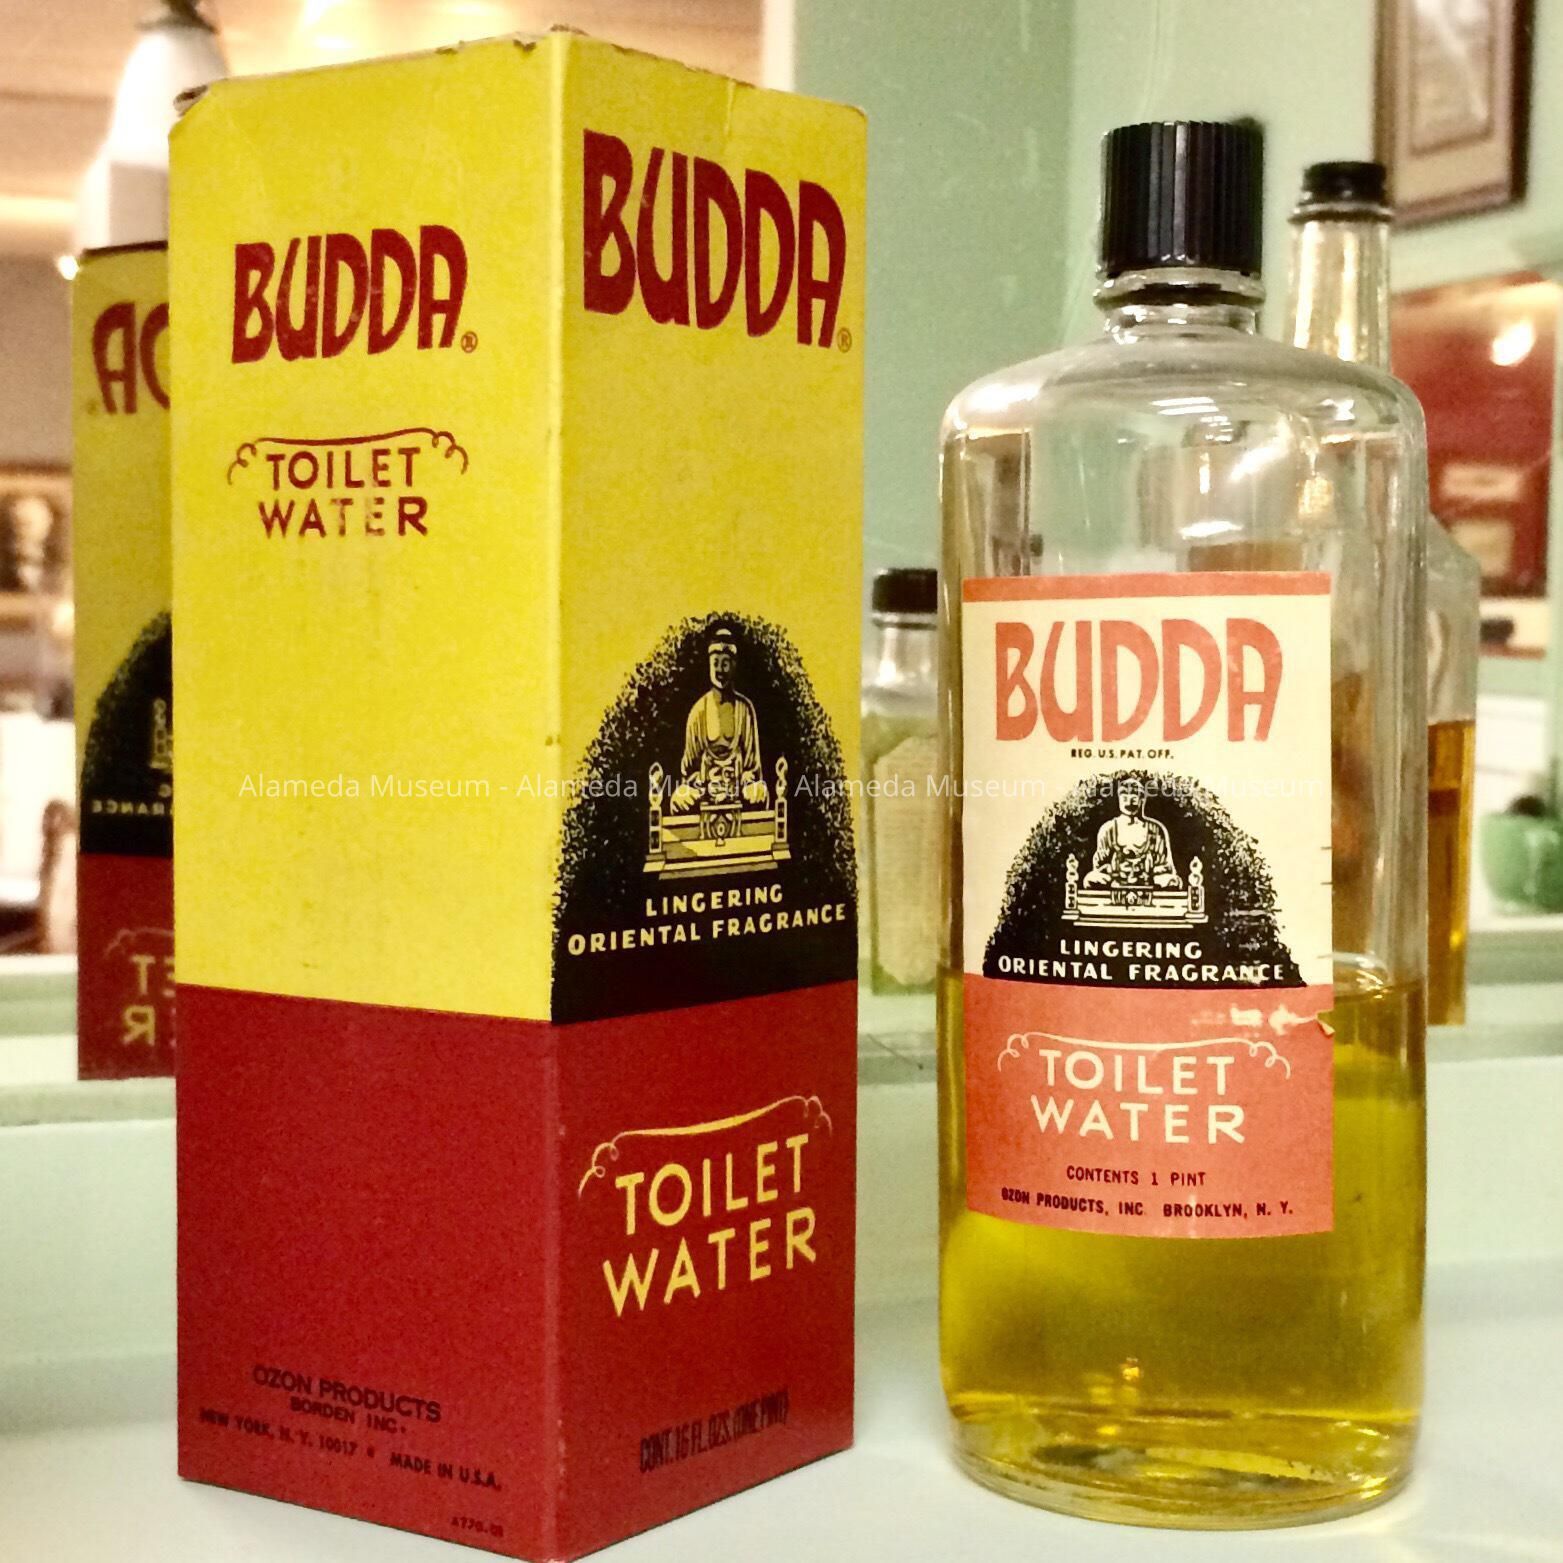 BUDDA®
TOILET
WATER
OZON PRODUCTS
BORDEN INC.
NEW YORK, N.Y. 10017 • MADE IN U.S.A.
BUDDA®
LINGERING
ORIENTAL FRAGRANCE
TOILET
WATER
CONT. 16 FL. OZS. (ONE PINT)
BUDDA
REG. U.S. PAT. OFF.
LINGERING
ORIENTAL FRAGRANCE
TOILET
WATER
CONTENTS 1 PINT
OZON PRODUCTS, INC. BROOKLYN, N. Y.
Alameda Museum - Alameda Museum - Alameda Museum - Alameda Museum